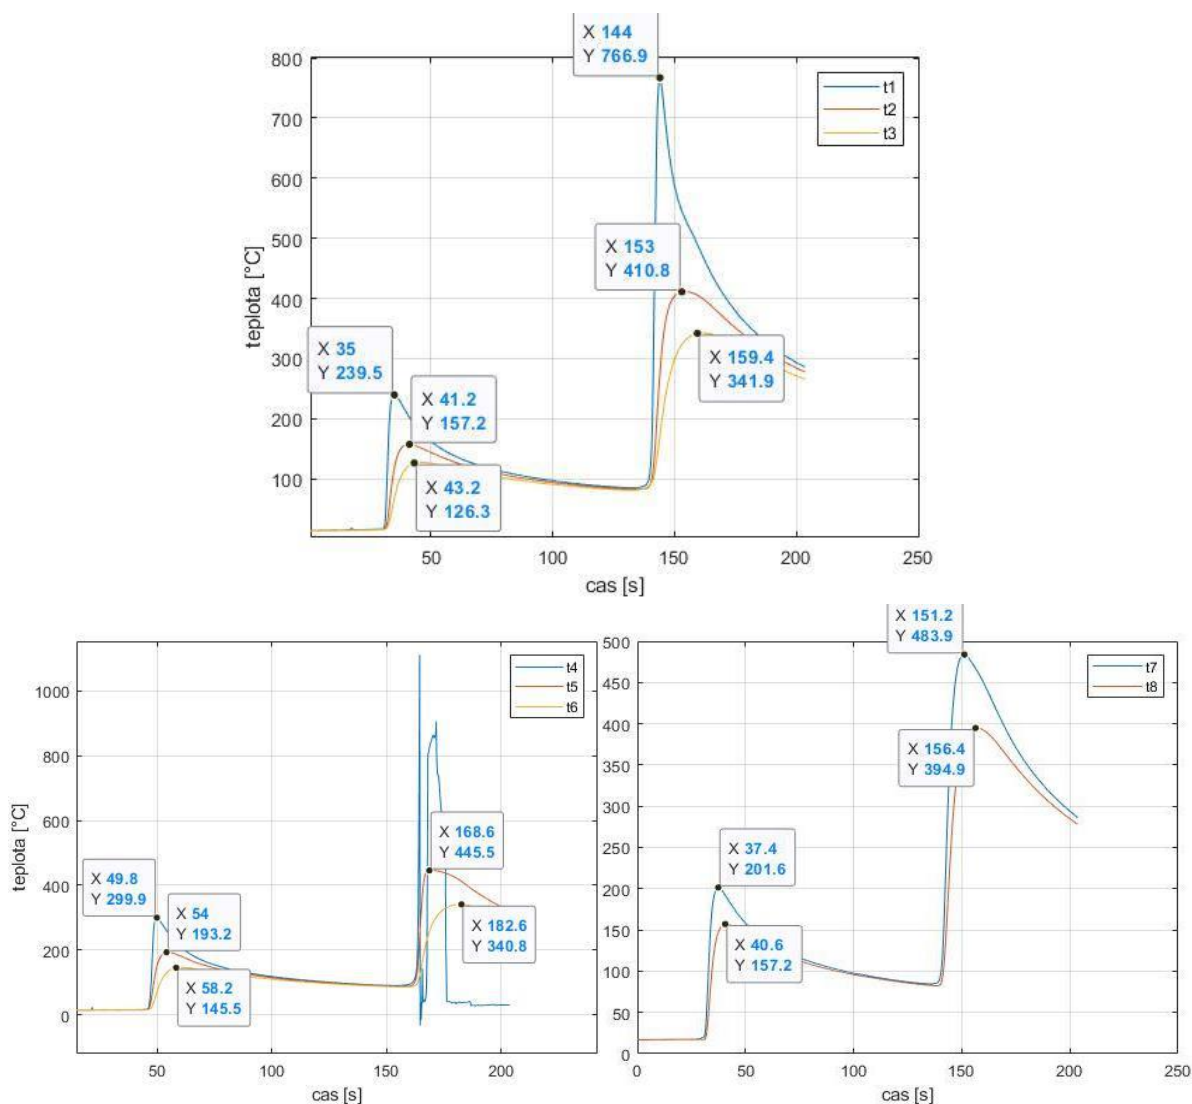 X 144
Y 766.9
800
700
600
500
400
300
200
100
teplota [°C]
t1
t2
t3
X 153
Y 410.8
X 35
Y 239.5
X 41.2
Y 157.2
X 159.4
Y 341.9
X 43.2
Y 126.3
50 100 150 200 250
cas [s]
1000
800
600
400
200
0
teplota [°C]
t4
t5
t6
X 168.6
Y 445.5
X 49.8
Y 299.9
X 54
Y 193.2
X 182.6
Y 340.8
X 58.2
Y 145.5
50 100 150 200
cas [s]
X 151.2
Y 483.9
500
450
400
350
300
250
200
150
100
50
0
t7
t8
X 156.4
Y 394.9
X 37.4
Y 201.6
X 40.6
Y 157.2
0 50 100 150 200 250
cas [s]